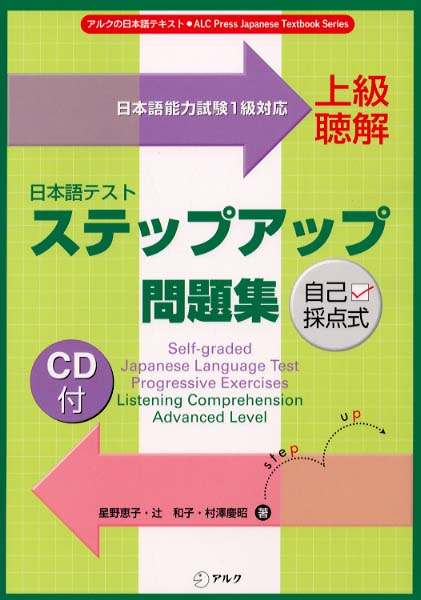 アルクの日本語テキスト●ALC Press Japanese Textbook Series
日本語能力試験1級対応
上級
聴解
日本語テスト
ステップアップ
問題集
自己
採点式
CD
付
Self-graded
Japanese Language Test
Progressive Exercises
Listening Comprehension
Advanced Level
step
up
星野恵子・辻 和子・村澤慶昭 著
アルク